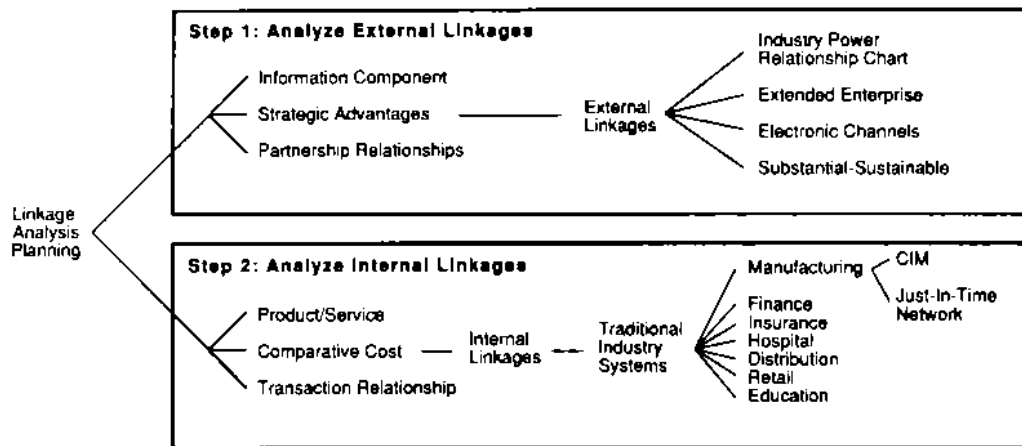 Step 1: Analyze External Linkages
Information Component
Strategic Advantages
Partnership Relationships
External
Linkages
Industry Power
Relationship Chart
Extended Enterprise
Electronic Channels
Substantial-Sustainable
Linkage
Analysis
Planning
Step 2: Analyze Internal Linkages
Product/Service
Comparative Cost
Transaction Relationship
Internal
Linkages
Traditional
Industry
Systems
Manufacturing
CIM
Just-In-Time
Network
Finance
Insurance
Hospital
Distribution
Retail
Education